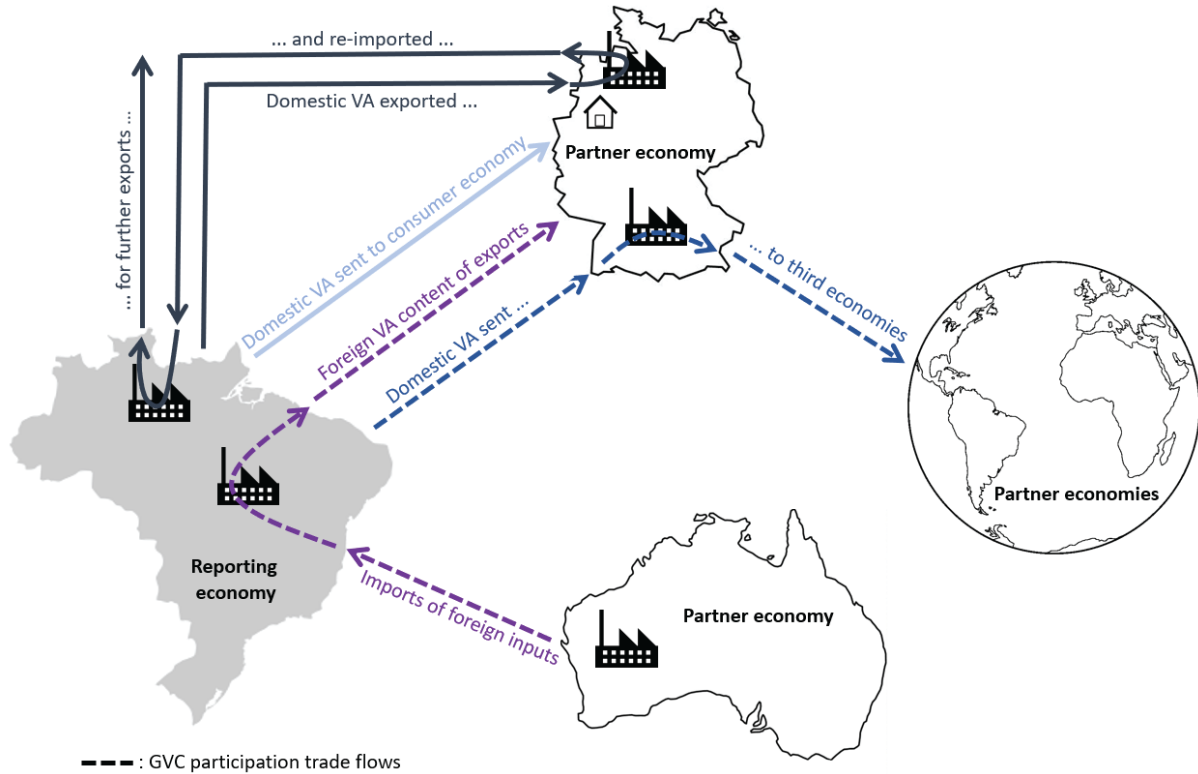 ... and re-imported ...
Domestic VA exported ...
... for further exports ...
Partner economy
Domestic VA sent to consumer economy
Foreign VA content of exports
Domestic VA sent ...
... to third economies
Partner economies
Reporting
economy
Imports of foreign inputs
Partner economy
: GVC participation trade flows